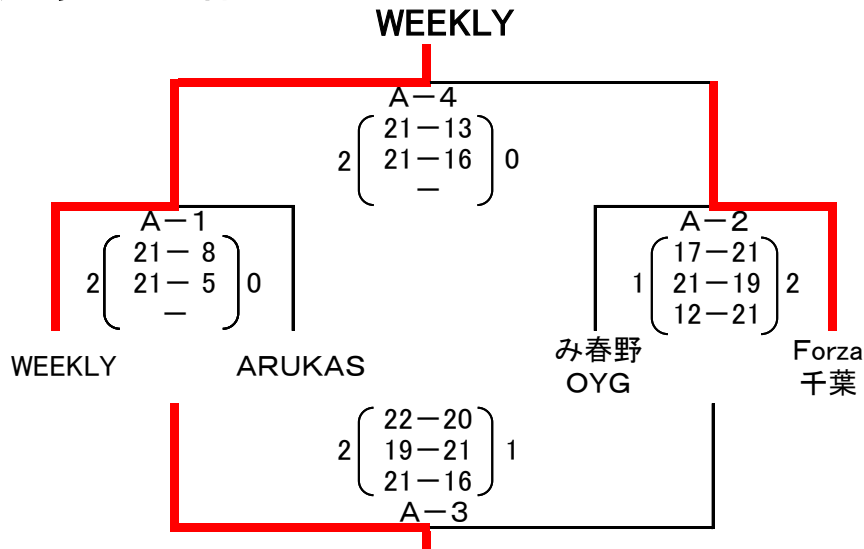 WEEKLY
A－4
2 21－13 0
21－16
－
A－1
2 21－ 8 0
21－ 5
－
A－2
17－21
1 21－19 2
12－21
WEEKLY
ARUKAS
み春野
OYG
Forza
千葉
22－20
2 19－21 1
21－16
A－3